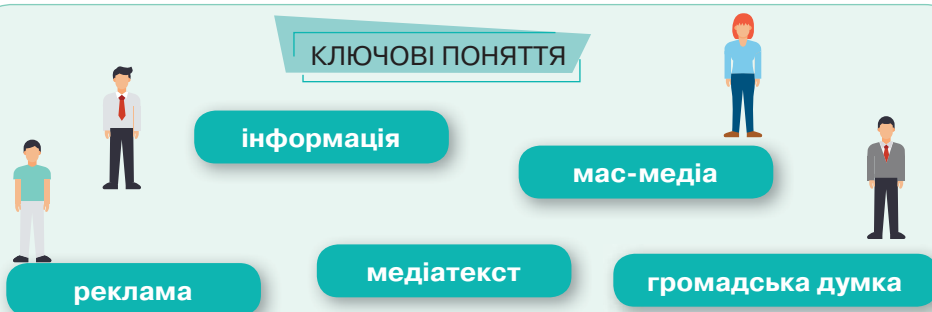 КЛЮЧОВІ ПОНЯТТЯ
інформація
мас-медіа
реклама
медіатекст
громадська думка